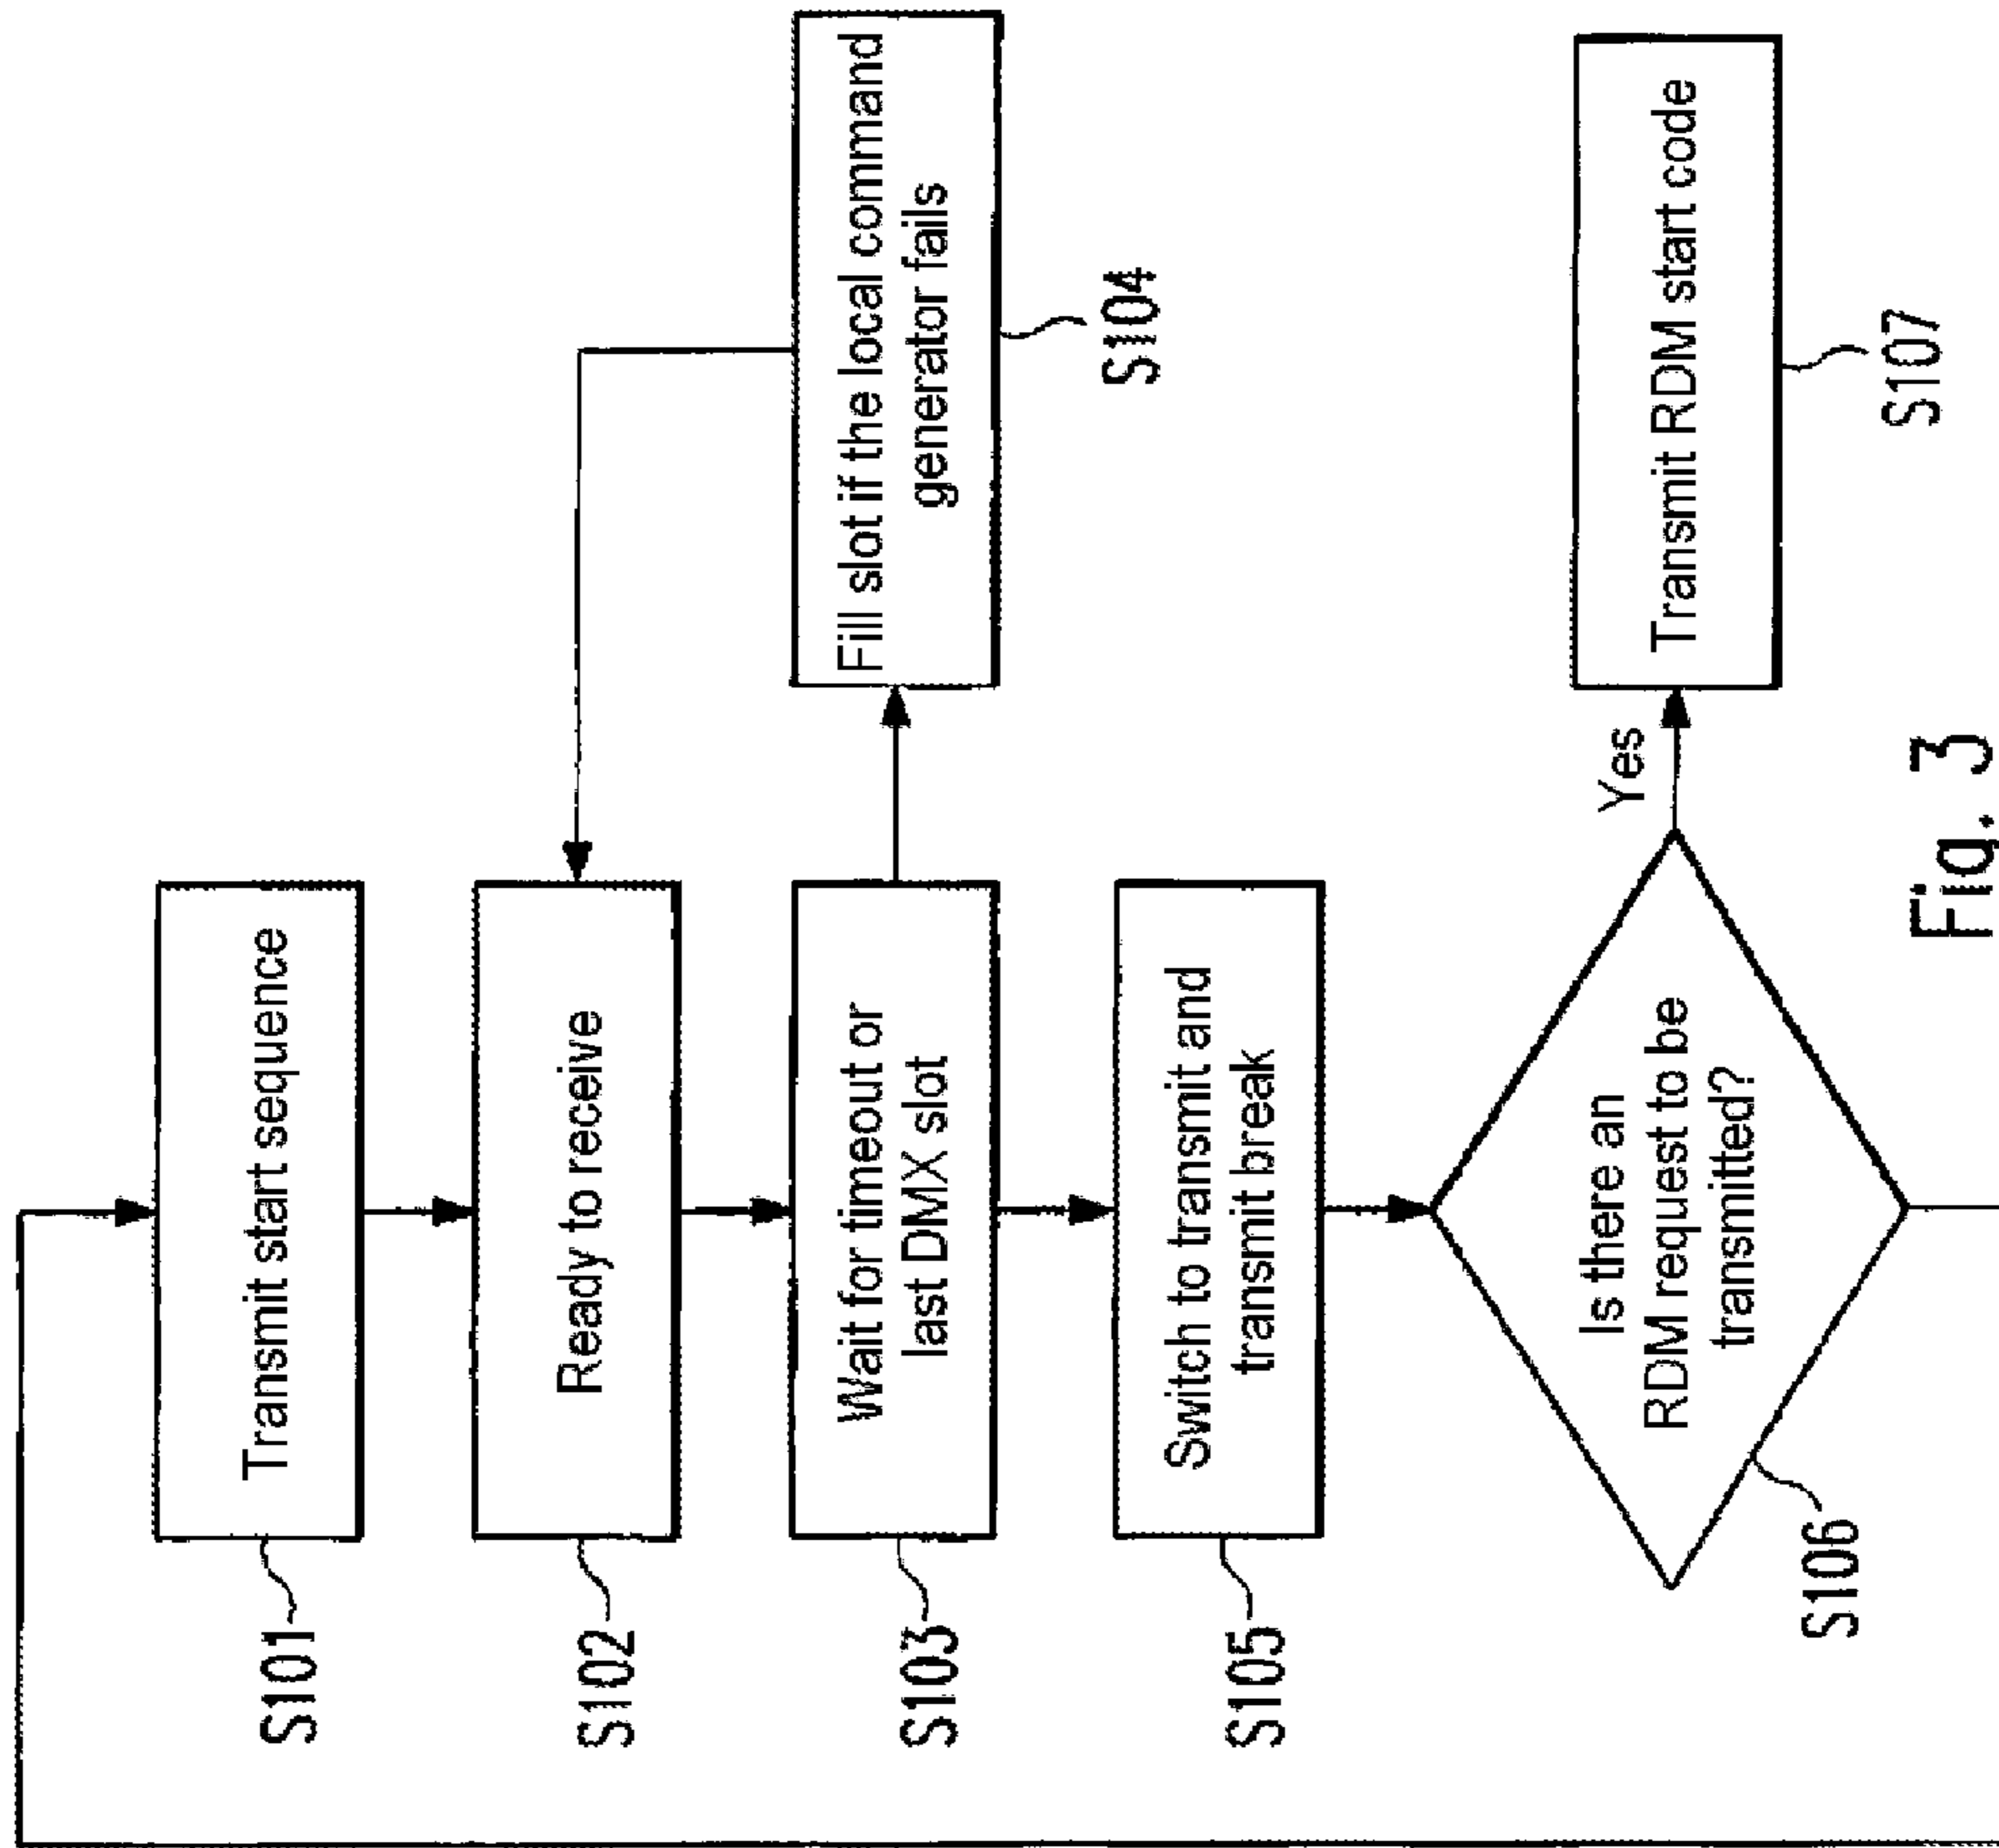 S101
Transmit start sequence
S102
Ready to receive
S103
Wait for timeout or
last DMX slot
Fill slot if the local command
generator fails
S104
S105
Switch to transmit and
transmit break
S106
Is there an
RDM request to be
transmitted?
Yes
Transmit RDM start code
S107
Fig. 3